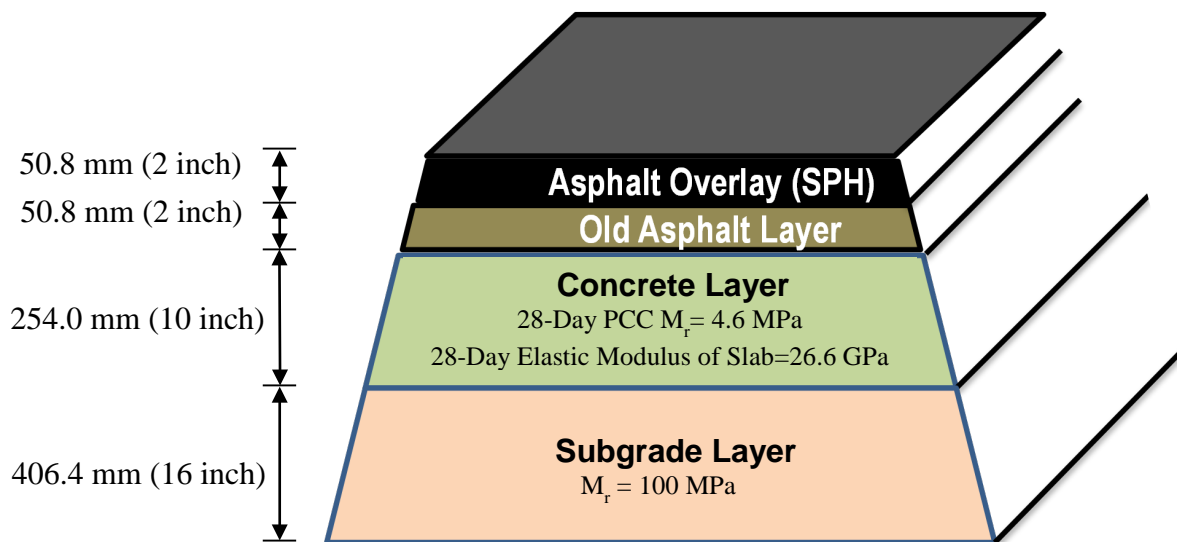 50.8 mm (2 inch)
Asphalt Overlay (SPH)
50.8 mm (2 inch)
Old Asphalt Layer
254.0 mm (10 inch)
Concrete Layer
28-Day PCC Mr= 4.6 MPa
28-Day Elastic Modulus of Slab=26.6 GPa
406.4 mm (16 inch)
Subgrade Layer
Mr = 100 MPa